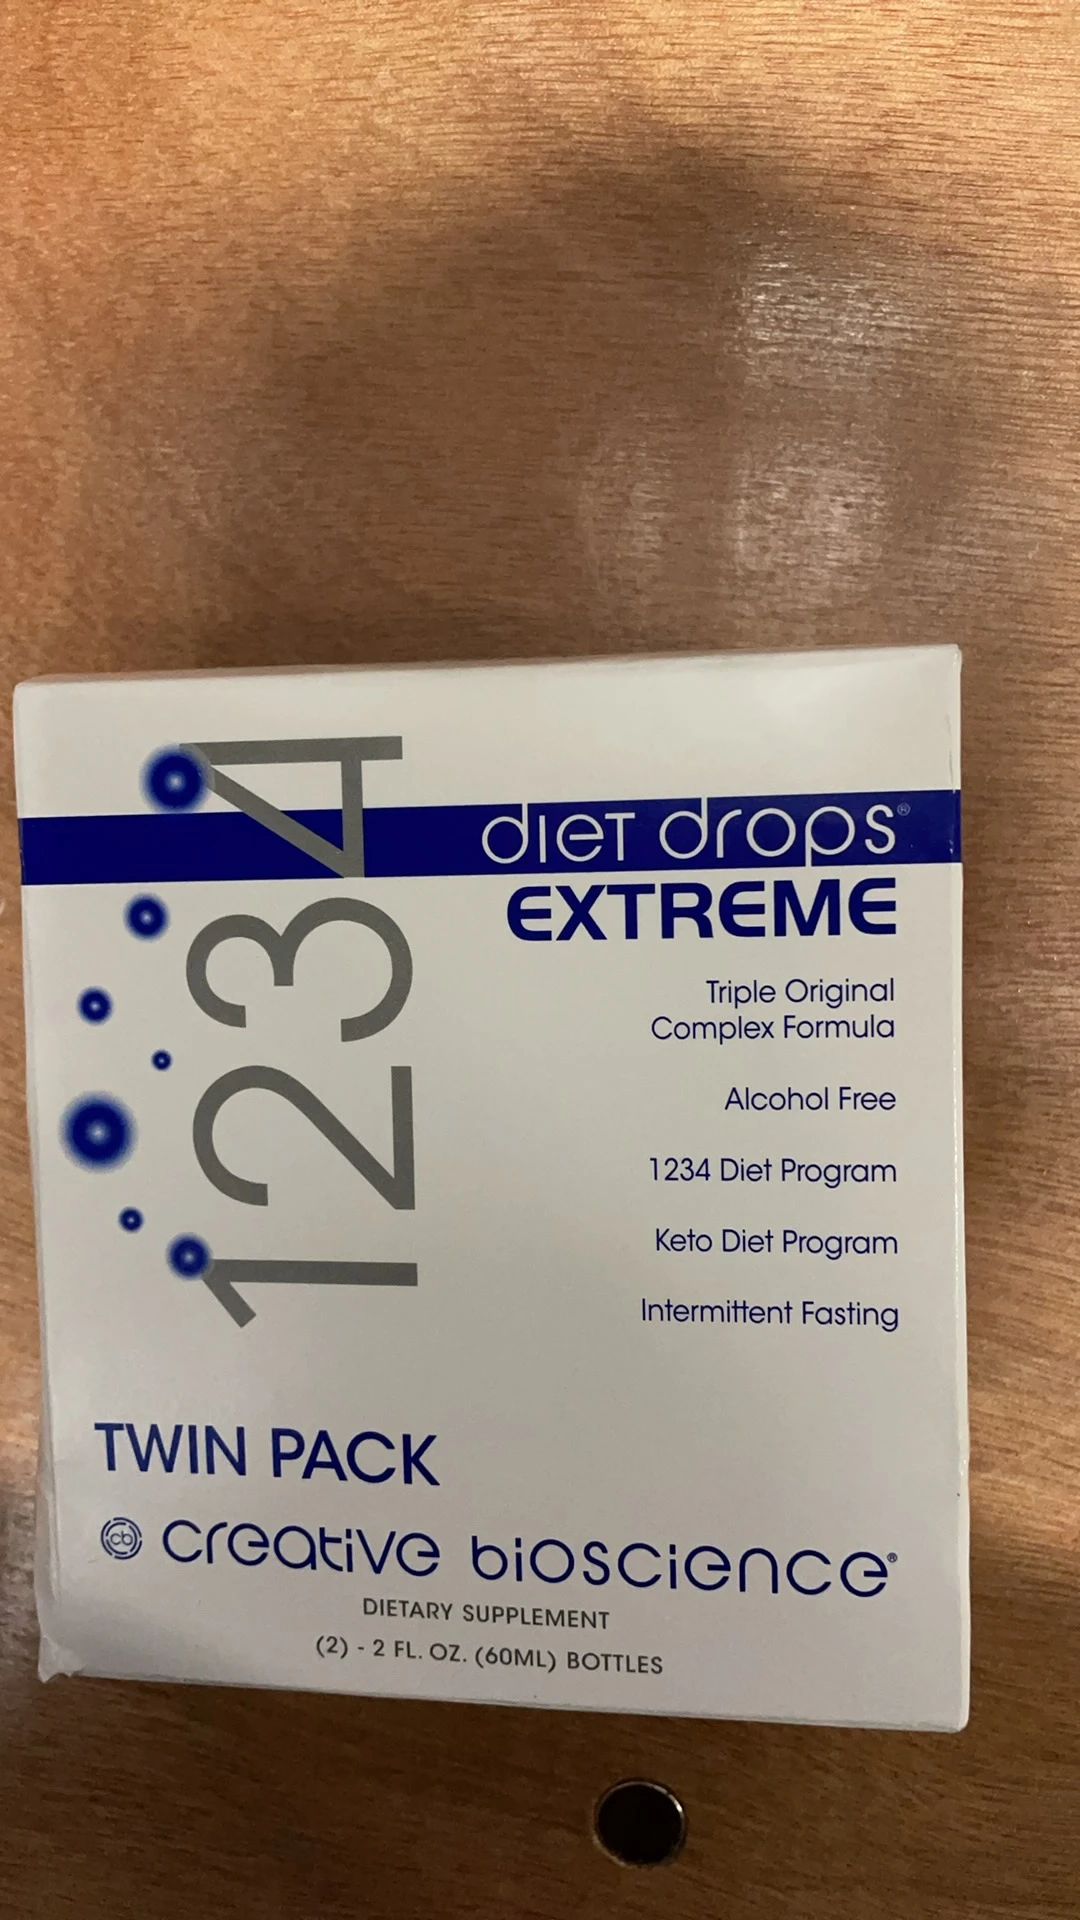 1234
diet drops®
EXTREME
Triple Original
Complex Formula
Alcohol Free
1234 Diet Program
Keto Diet Program
Intermittent Fasting
TWIN PACK
cb creative bioscience®
DIETARY SUPPLEMENT
(2) - 2 FL. OZ. (60ML) BOTTLES